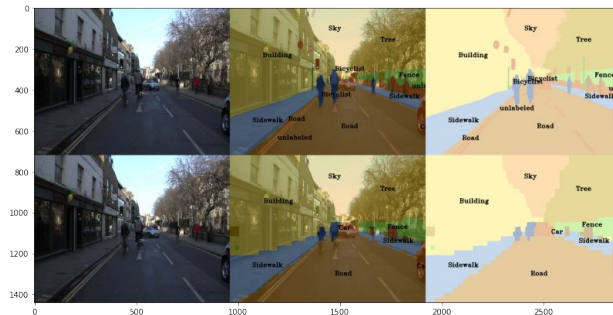 0
200
400
600
800
1000
1200
1400
0
500
1000
1500
2000
2500
Sky
Tree
Building
Bicyclist
Fence
Bicyclist
Sidewalk
Road
unlabeled
Road
Sky
Tree
Building
Bicyclist
Fence
Bicyclist
unlabeled
Sidewalk
Road
Road
Sky
Tree
Building
Fence
Car
Sidewalk
Sidewalk
Road
Sky
Tree
Building
Fence
Car
Sidewalk
Sidewalk
Road